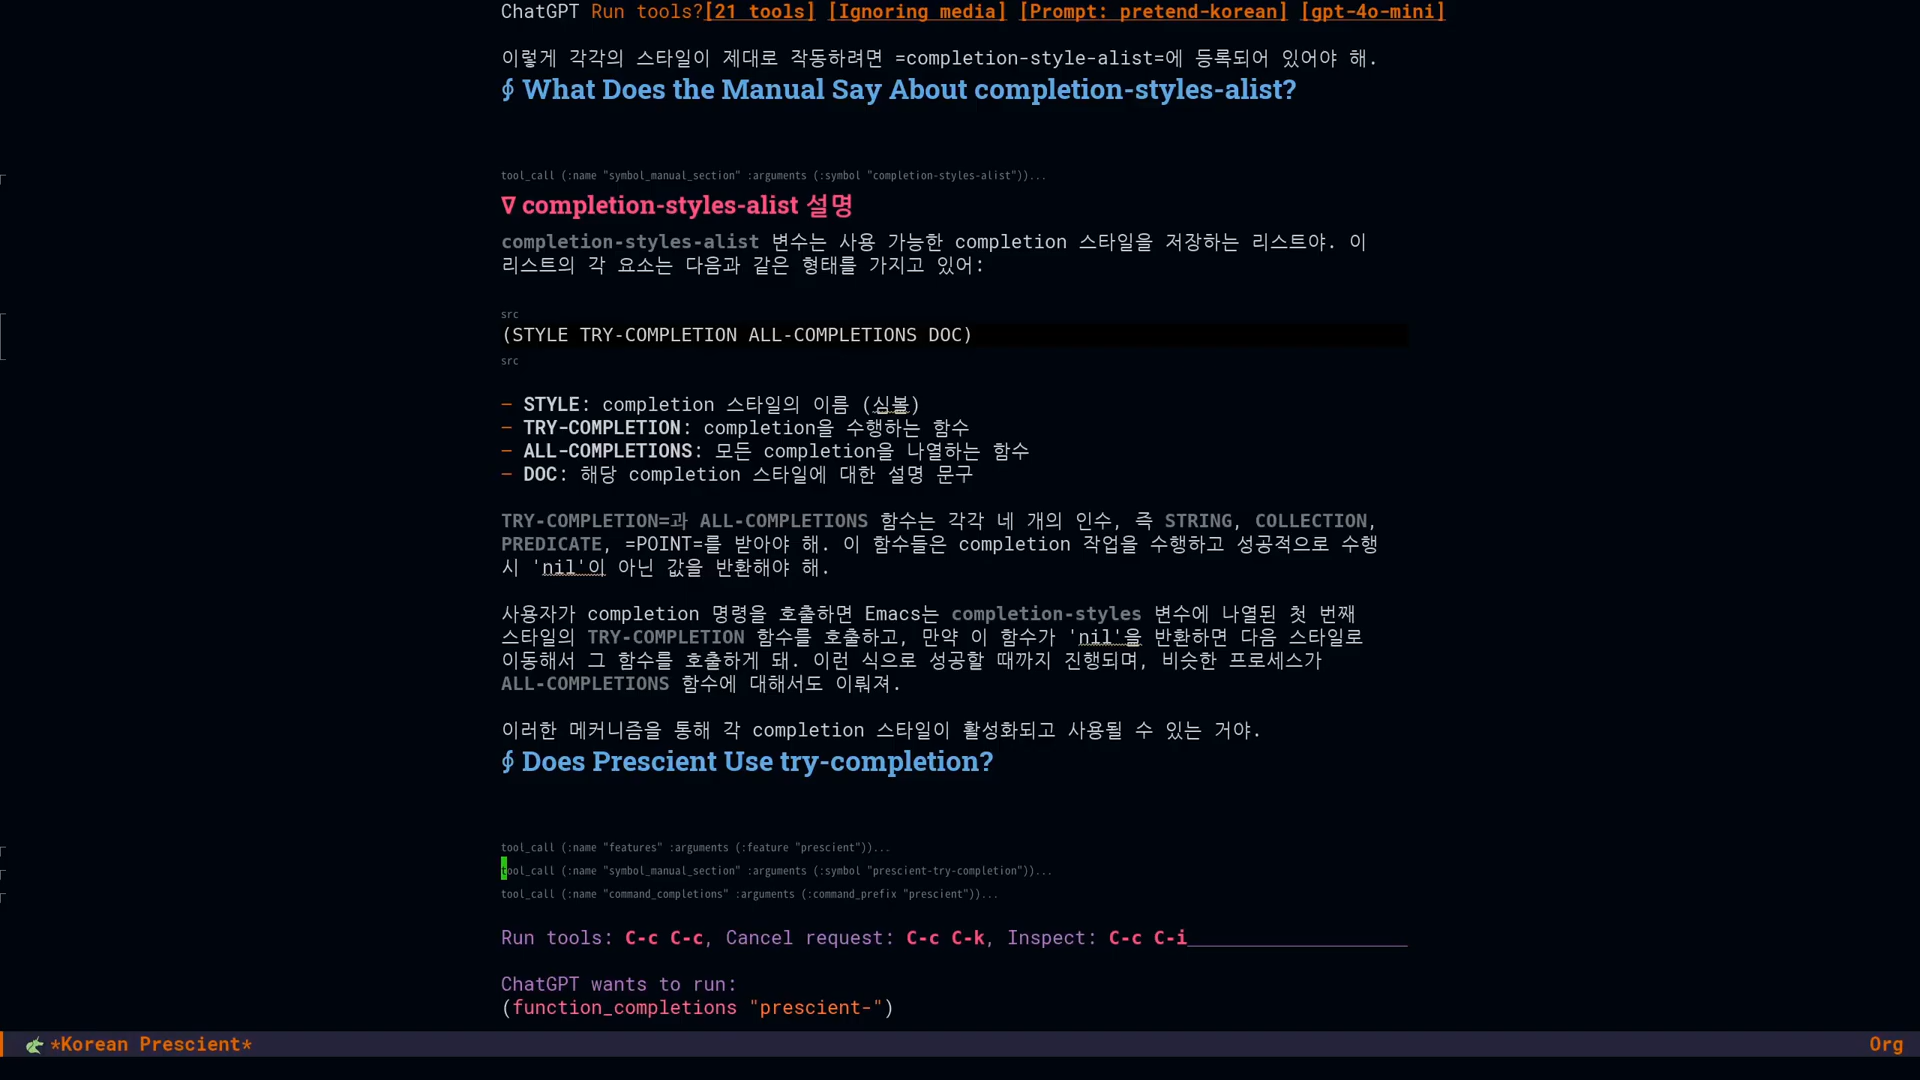 ChatGPT Run tools?[21 tools] [Ignoring media] [Prompt: pretend-korean] [gpt-4o-mini]
이렇게 각각의 스타일이 제대로 작동하려면 =completion-style-alist=에 등록되어 있어야 해.
∮ What Does the Manual Say About completion-styles-alist?
tool_call (:name "symbol_manual_section" :arguments (:symbol "completion-styles-alist"))...
∇ completion-styles-alist 설명
completion-styles-alist 변수는 사용 가능한 completion 스타일을 저장하는 리스트야. 이
리스트의 각 요소는 다음과 같은 형태를 가지고 있어:
src
(STYLE TRY-COMPLETION ALL-COMPLETIONS DOC)
src
– STYLE: completion 스타일의 이름 (심볼)
– TRY-COMPLETION: completion을 수행하는 함수
– ALL-COMPLETIONS: 모든 completion을 나열하는 함수
– DOC: 해당 completion 스타일에 대한 설명 문구
TRY-COMPLETION=과 ALL-COMPLETIONS 함수는 각각 네 개의 인수, 즉 STRING, COLLECTION,
PREDICATE, =POINT=를 받아야 해. 이 함수들은 completion 작업을 수행하고 성공적으로 수행
시 'nil'이 아닌 값을 반환해야 해.
사용자가 completion 명령을 호출하면 Emacs는 completion-styles 변수에 나열된 첫 번째
스타일의 TRY-COMPLETION 함수를 호출하고, 만약 이 함수가 'nil'을 반환하면 다음 스타일로
이동해서 그 함수를 호출하게 돼. 이런 식으로 성공할 때까지 진행되며, 비슷한 프로세스가
ALL-COMPLETIONS 함수에 대해서도 이뤄져.
이러한 메커니즘을 통해 각 completion 스타일이 활성화되고 사용될 수 있는 거야.
∮ Does Prescient Use try-completion?
tool_call (:name "features" :arguments (:feature "prescient"))...
tool_call (:name "symbol_manual_section" :arguments (:symbol "prescient-try-completion"))...
tool_call (:name "command_completions" :arguments (:command_prefix "prescient"))...
Run tools: C-c C-c, Cancel request: C-c C-k, Inspect: C-c C-i
ChatGPT wants to run:
(function_completions "prescient-")
*Korean Prescient* Org